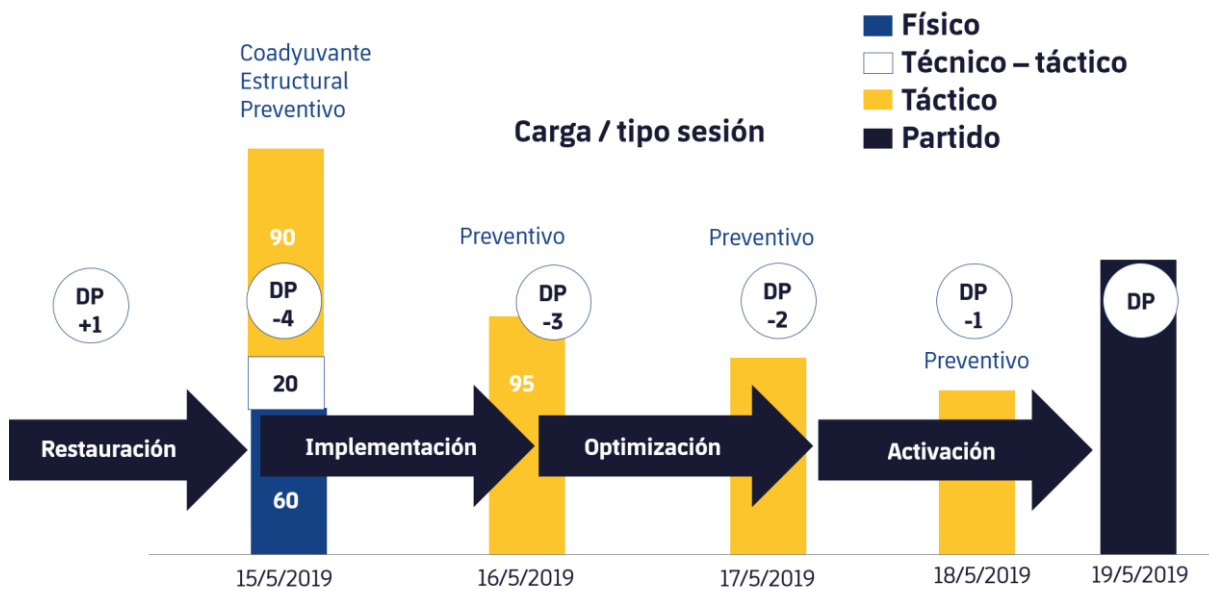 Físico
Técnico – táctico
Táctico
Partido
Coadyuvante
Estructural
Preventivo
Carga / tipo sesión
90
Preventivo
Preventivo
DP
+1
DP
-4
DP
-3
DP
-2
DP
-1
DP
Preventivo
20
95
Restauración
Implementación
Optimización
Activación
60
15/5/2019
16/5/2019
17/5/2019
18/5/2019
19/5/2019